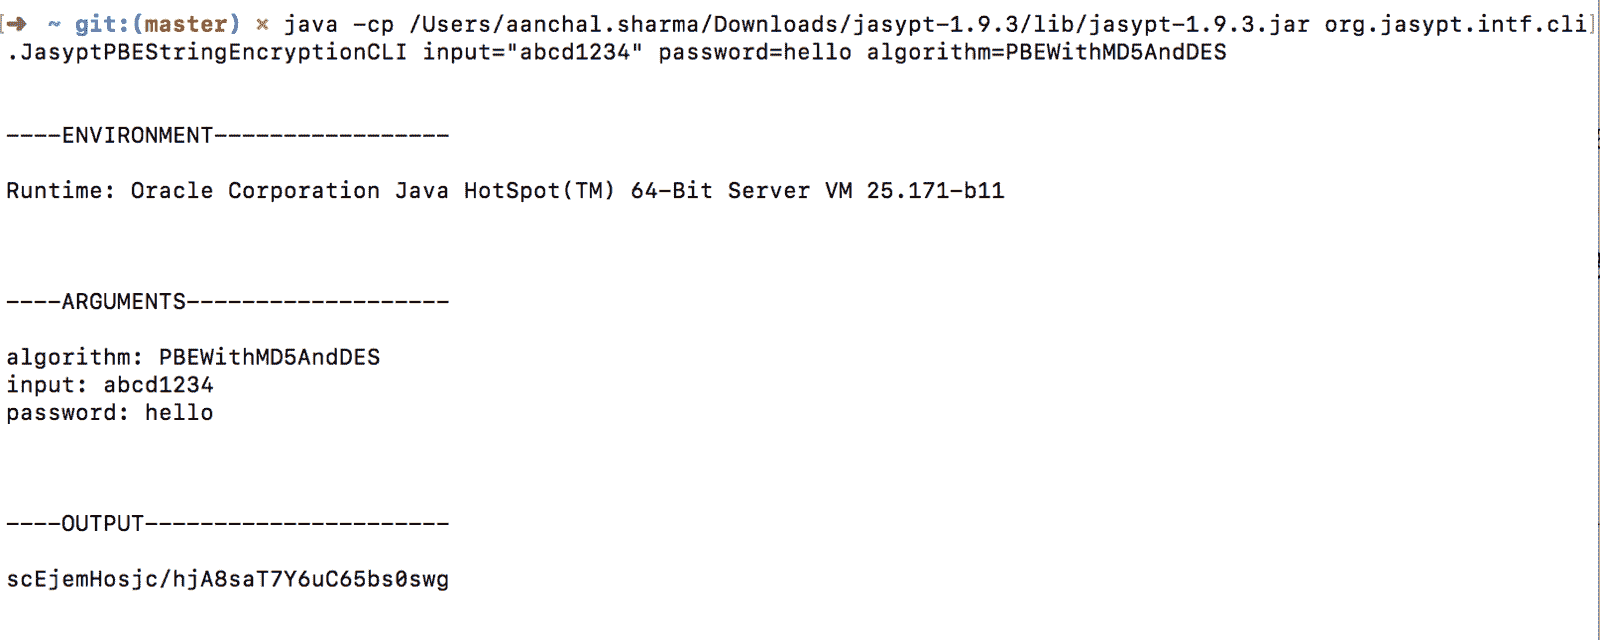 [➜  ~ git:(master) × java -cp /Users/aanchal.sharma/Downloads/jasypt-1.9.3/lib/jasypt-1.9.3.jar org.jasypt.intf.cli]
.JasyptPBEStringEncryptionCLI input="abcd1234" password=hello algorithm=PBEWithMD5AndDES
----ENVIRONMENT-----------------
Runtime: Oracle Corporation Java HotSpot(TM) 64-Bit Server VM 25.171-b11
----ARGUMENTS-------------------
algorithm: PBEWithMD5AndDES
input: abcd1234
password: hello
----OUTPUT----------------------
scEjemHosjc/hjA8saT7Y6uC65bs0swg